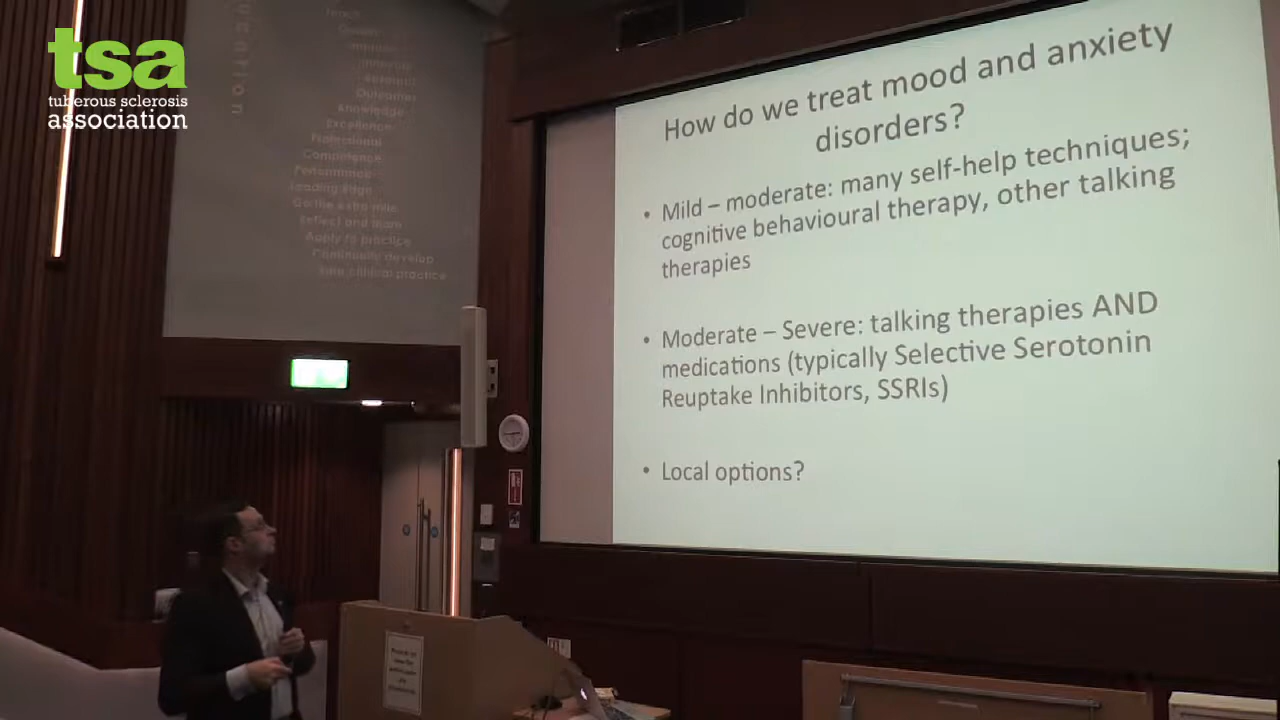 tsa
tuberous sclerosis
association
Knowledge
Excellence
Professional
Competence
Performance
Leading Edge
Go the extra mile
Reflect and learn
Apply to practice
Continually develop
How do we treat mood and anxiety
disorders?
• Mild – moderate: many self-help techniques;
cognitive behavioural therapy, other talking
therapies
• Moderate – Severe: talking therapies AND
medications (typically Selective Serotonin
Reuptake Inhibitors, SSRIs)
• Local options?